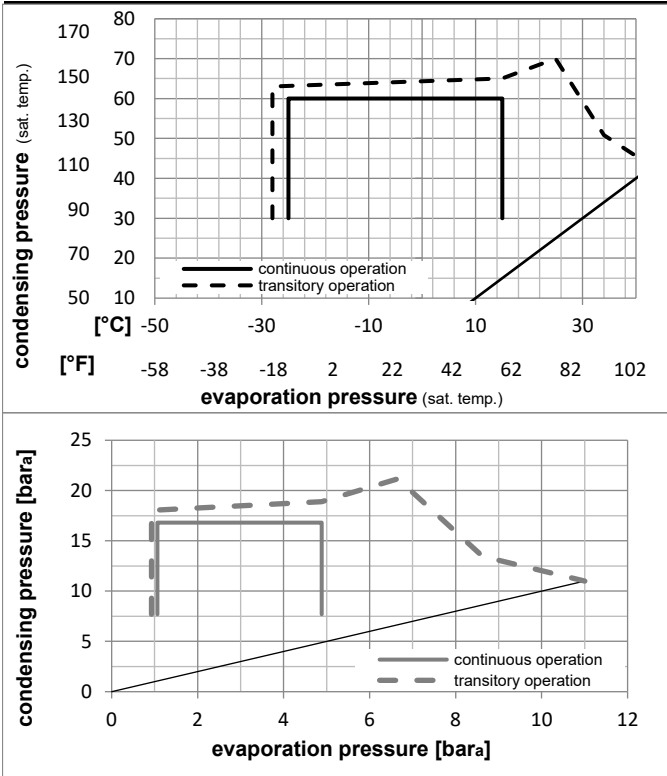 170 80
70
150 60
130 50
110 40
90 30
70 20
50 10
condensing pressure (sat. temp.)
continuous operation
transitory operation
[°C] -50 -30 -10 10 30
[°F] -58 -38 -18 2 22 42 62 82 102
evaporation pressure (sat. temp.)
25
20
15
10
5
0
condensing pressure [bara]
continuous operation
transitory operation
0 2 4 6 8 10 12
evaporation pressure [bara]